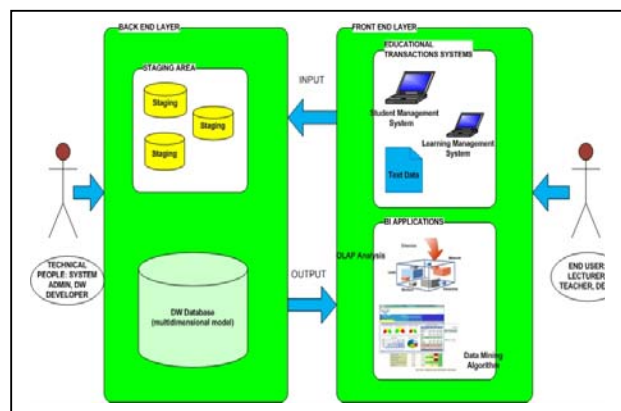 BACK END LAYER
STAGING AREA
Staging
Staging
Staging
DW Database
(multidimensional model)
TECHNICAL
PEOPLE: SYSTEM
ADMIN, DW
DEVELOPER
INPUT
OUTPUT
FRONT END LAYER
EDUCATIONAL
TRANSACTIONS SYSTEMS
Student Management
System
Learning Management
System
Text Data
BI APPLICATIONS
OLAP Analysis
Data Mining
Algorithm
END USER
LECTURER
TEACHER,